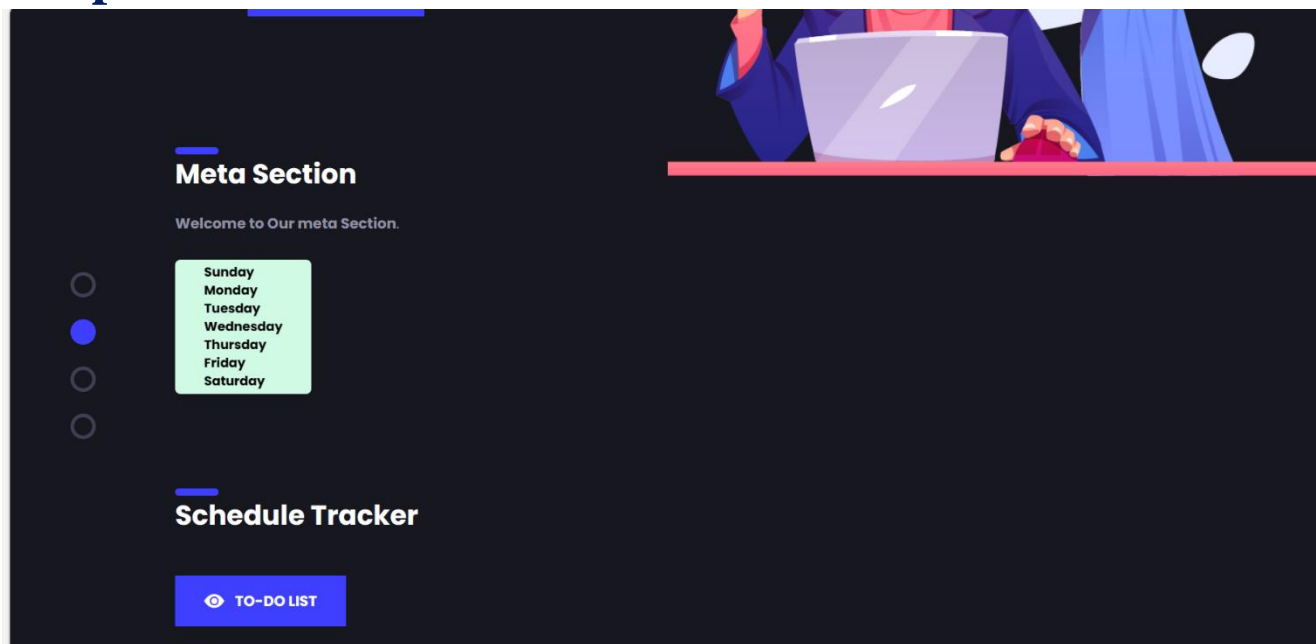 Meta Section
Welcome to Our meta Section.
Sunday
Monday
Tuesday
Wednesday
Thursday
Friday
Saturday
Schedule Tracker
TO-DO LIST